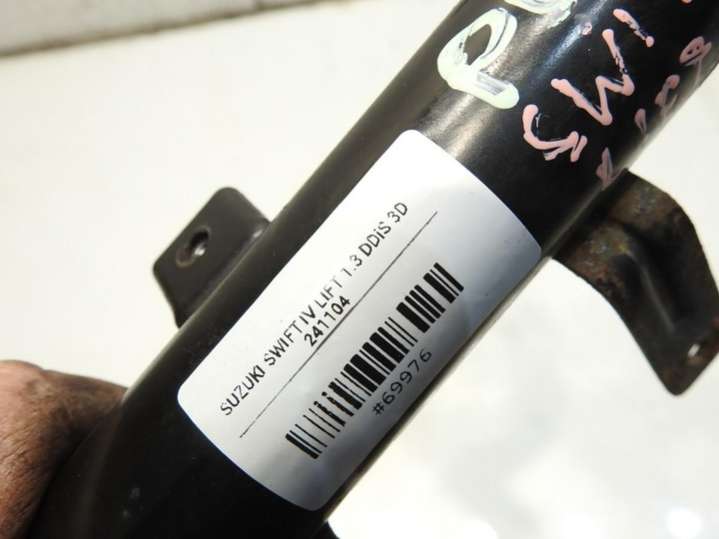 SUZUKI SWIFT IV LIFT 1.3 DDiS 3D
241104
#69976